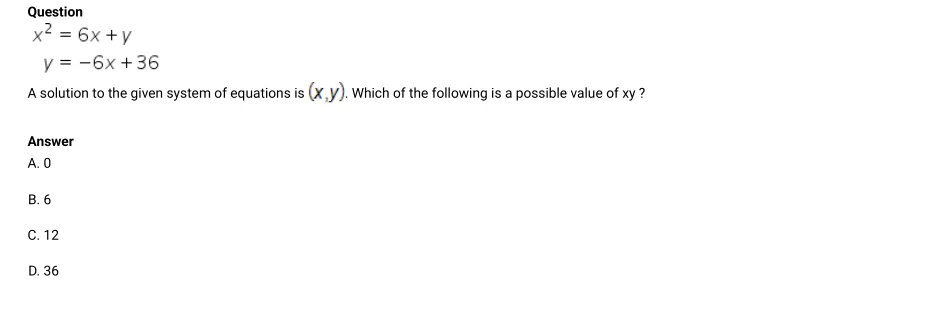 Question
x² = 6x + y
y = −6x + 36
A solution to the given system of equations is (x,y). Which of the following is a possible value of xy ?
Answer
A. 0
B. 6
C. 12
D. 36